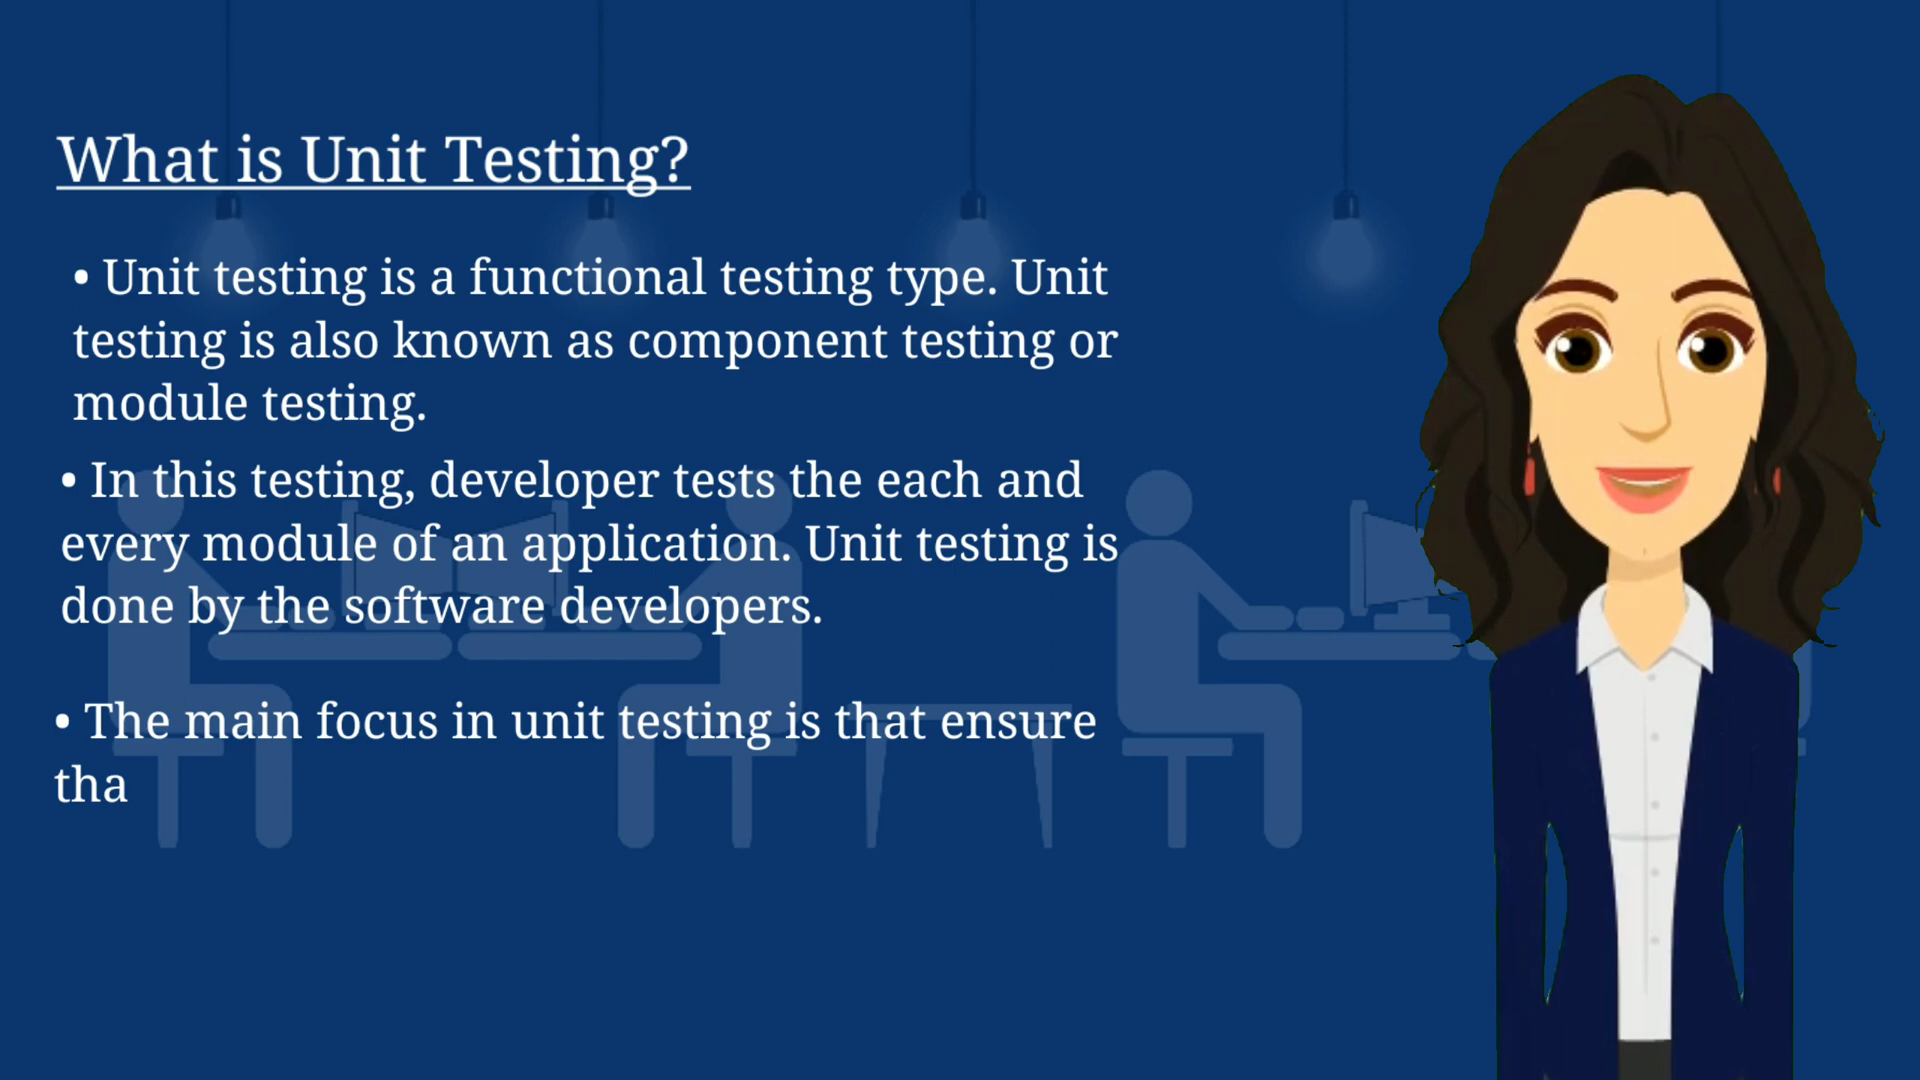 What is Unit Testing?
• Unit testing is a functional testing type. Unit
testing is also known as component testing or
module testing.
• In this testing, developer tests the each and
every module of an application. Unit testing is
done by the software developers.
• The main focus in unit testing is that ensure
tha